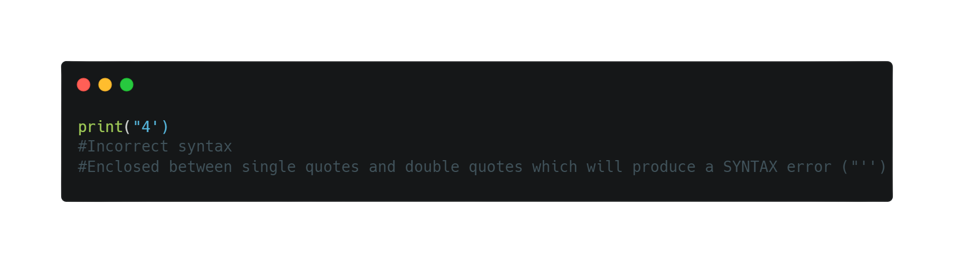 print("4')
#Incorrect syntax
#Enclosed between single quotes and double quotes which will produce a SYNTAX error ("'')